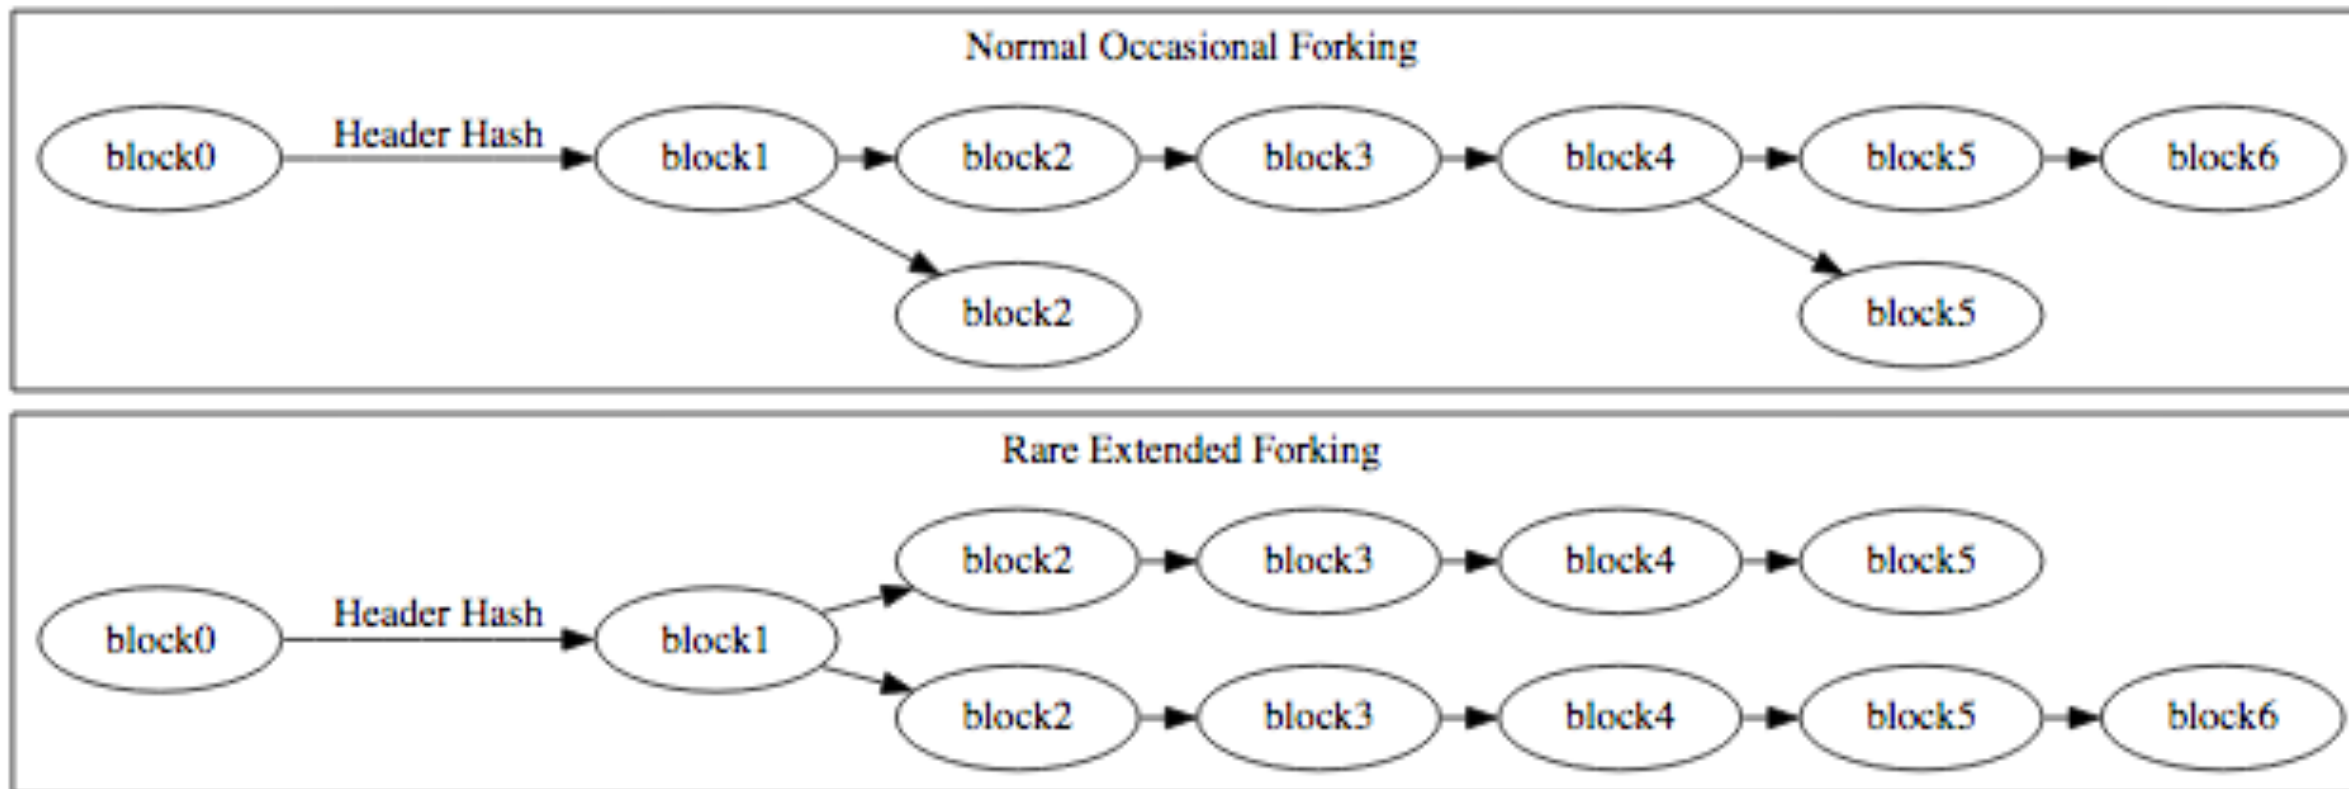 Normal Occasional Forking
block0 Header Hash block1 block2 block3 block4 block5 block6
block2 block5
Rare Extended Forking
block2 block3 block4 block5
block0 Header Hash block1
block2 block3 block4 block5 block6